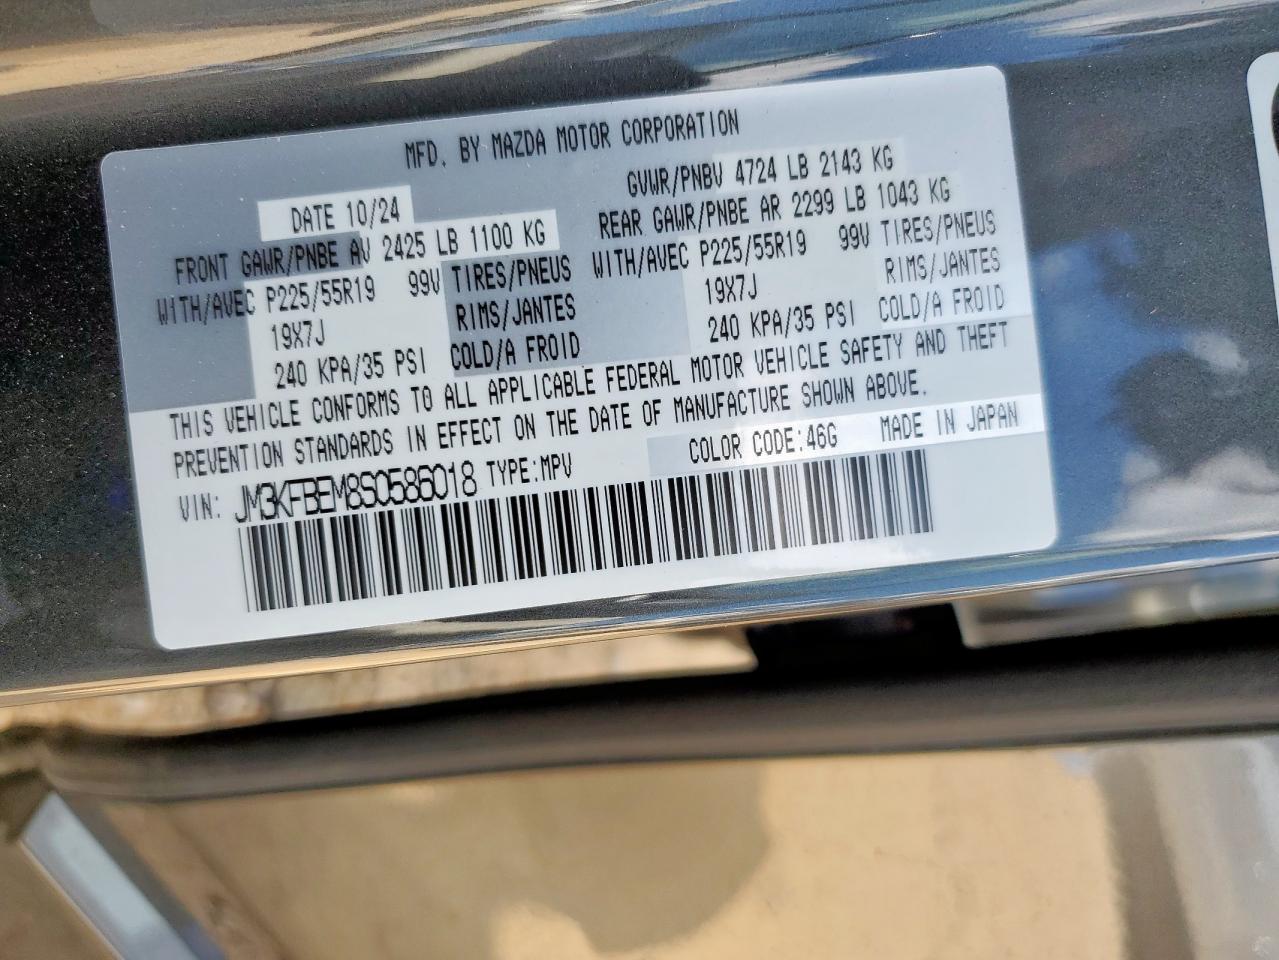 MFD. BY MAZDA MOTOR CORPORATION
DATE 10/24 GVWR/PNBV 4724 LB 2143 KG
FRONT GAWR/PNBE AV 2425 LB 1100 KG REAR GAWR/PNBE AR 2299 LB 1043 KG
WITH/AVEC P225/55R19 99V TIRES/PNEUS WITH/AVEC P225/55R19 99V TIRES/PNEUS
19X7J RIMS/JANTES 19X7J RIMS/JANTES
240 KPA/35 PSI COLD/A FROID 240 KPA/35 PSI COLD/A FROID
THIS VEHICLE CONFORMS TO ALL APPLICABLE FEDERAL MOTOR VEHICLE SAFETY AND THEFT
PREVENTION STANDARDS IN EFFECT ON THE DATE OF MANUFACTURE SHOWN ABOVE.
VIN: JM3KFBEM8S0586018 TYPE:MPV COLOR CODE:46G MADE IN JAPAN